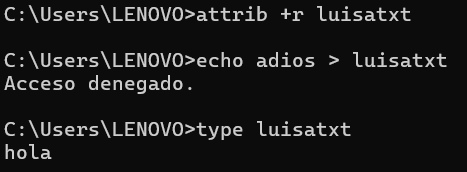 C:\Users\LENOVO>attrib +r luisatxt
C:\Users\LENOVO>echo adios > luisatxt
Acceso denegado.
C:\Users\LENOVO>type luisatxt
hola